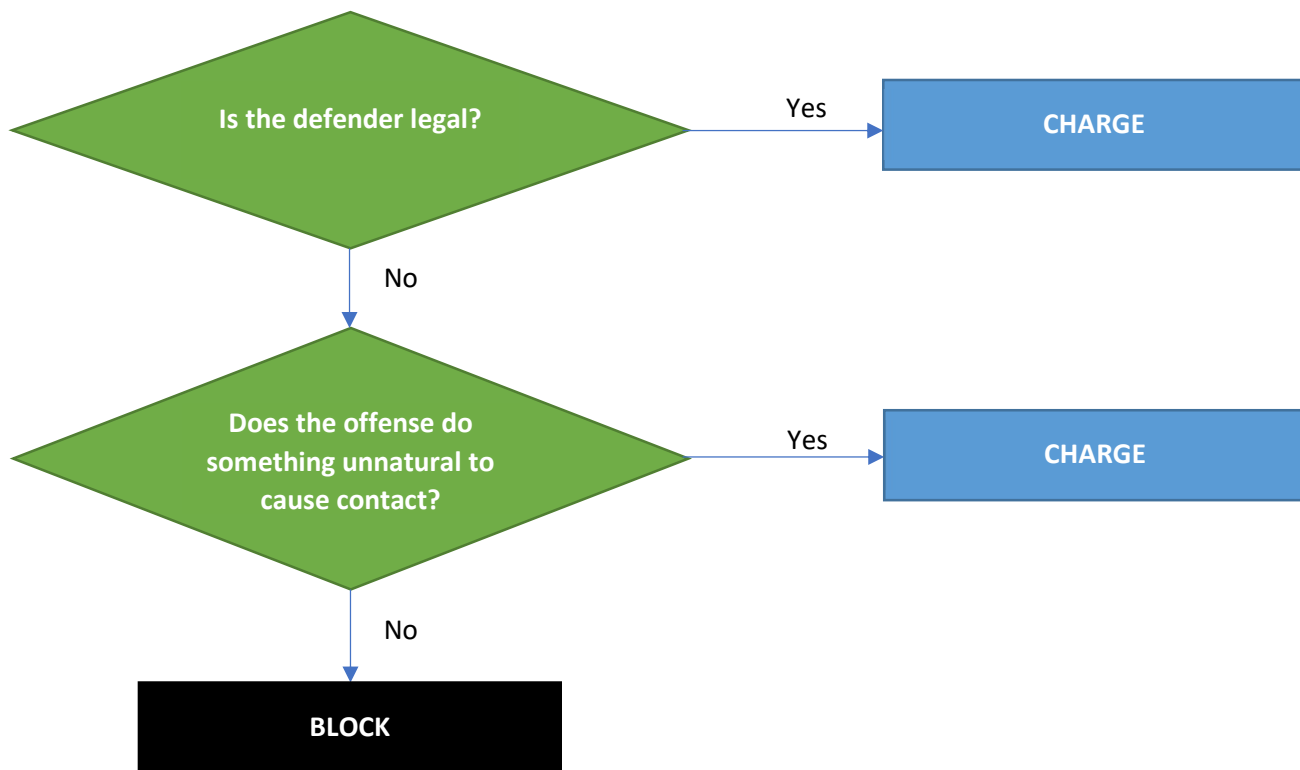 Is the defender legal?
Yes
CHARGE
No
Does the offense do
something unnatural to
cause contact?
Yes
CHARGE
No
BLOCK